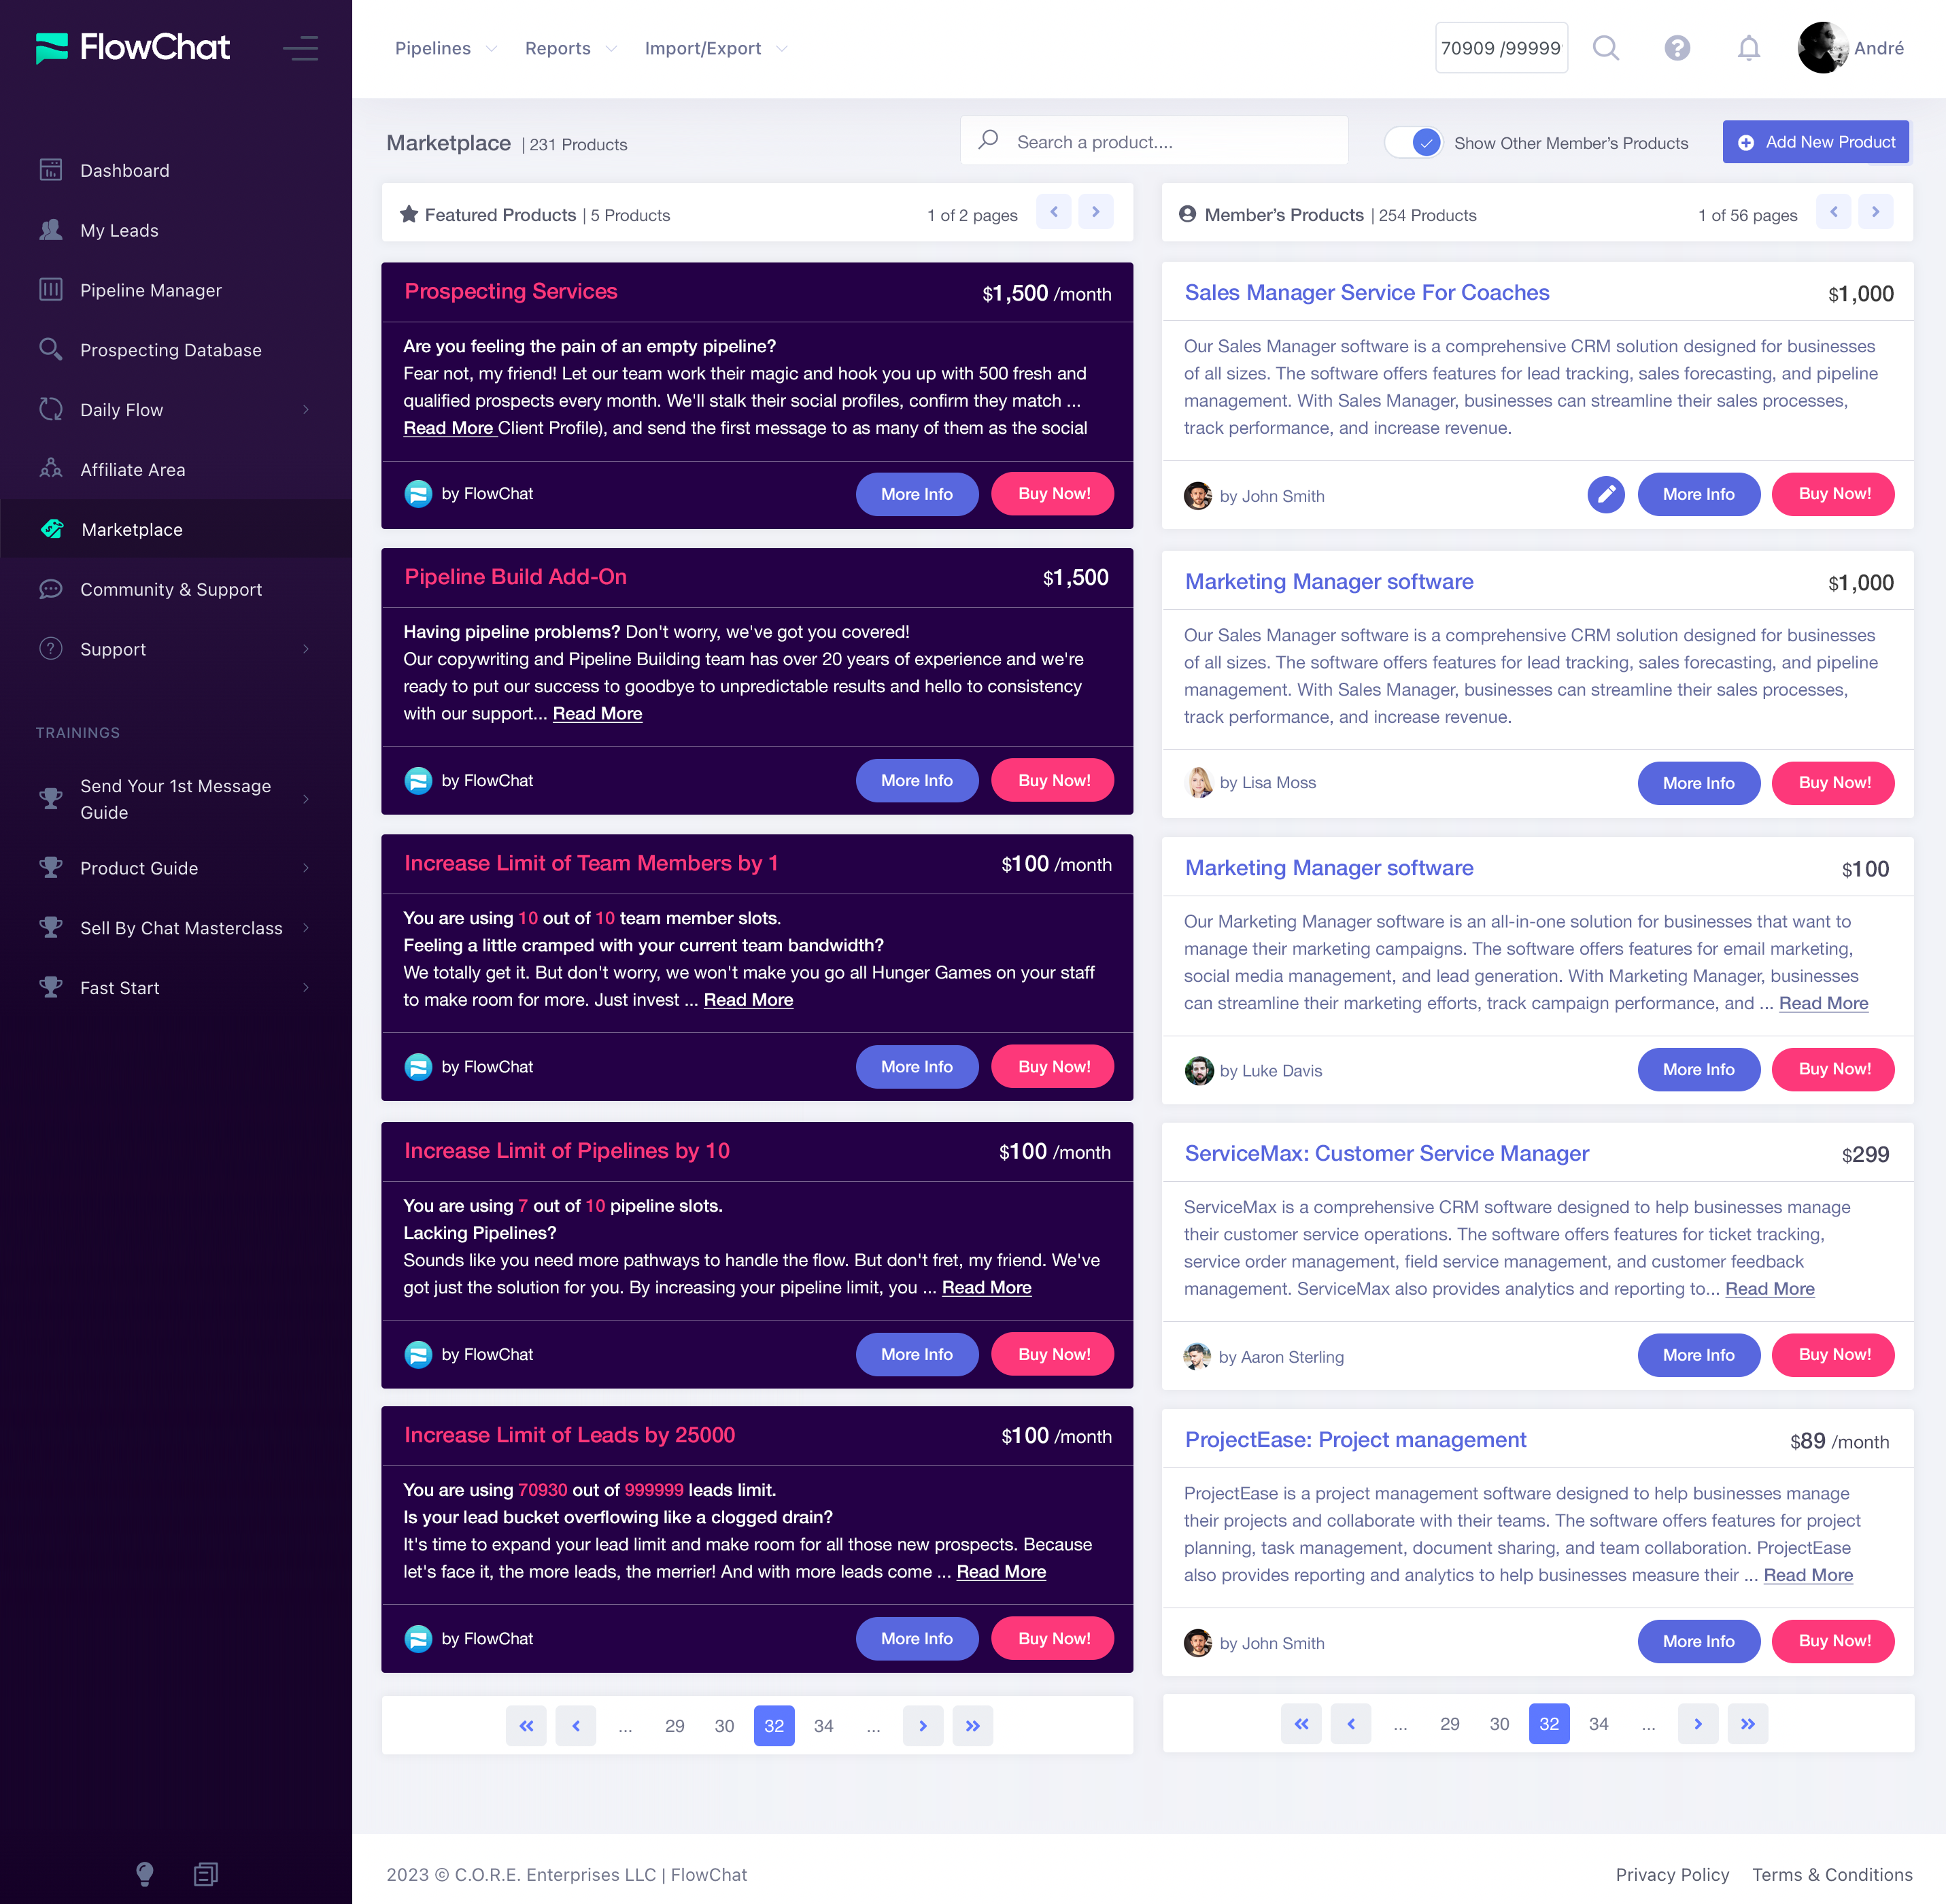 FlowChat
Pipelines
Reports
Import/Export
70909 /99999
André
Dashboard
My Leads
Pipeline Manager
Prospecting Database
Daily Flow
Affiliate Area
Marketplace
Community & Support
Support
TRAININGS
Send Your 1st Message
Guide
Product Guide
Sell By Chat Masterclass
Fast Start
Marketplace | 231 Products
Search a product....
Show Other Member's Products
Add New Product
Featured Products | 5 Products
1 of 2 pages
Prospecting Services
$1,500 /month
Are you feeling the pain of an empty pipeline?
Fear not, my friend! Let our team work their magic and hook you up with 500 fresh and
qualified prospects every month. We'll stalk their social profiles, confirm they match ...
Read More Client Profile), and send the first message to as many of them as the social
by FlowChat
More Info
Buy Now!
Pipeline Build Add-On
$1,500
Having pipeline problems? Don't worry, we've got you covered!
Our copywriting and Pipeline Building team has over 20 years of experience and we're
ready to put our success to goodbye to unpredictable results and hello to consistency
with our support... Read More
by FlowChat
More Info
Buy Now!
Increase Limit of Team Members by 1
$100 /month
You are using 10 out of 10 team member slots.
Feeling a little cramped with your current team bandwidth?
We totally get it. But don't worry, we won't make you go all Hunger Games on your staff
to make room for more. Just invest ... Read More
by FlowChat
More Info
Buy Now!
Increase Limit of Pipelines by 10
$100 /month
You are using 7 out of 10 pipeline slots.
Lacking Pipelines?
Sounds like you need more pathways to handle the flow. But don't fret, my friend. We've
got just the solution for you. By increasing your pipeline limit, you ... Read More
by FlowChat
More Info
Buy Now!
Increase Limit of Leads by 25000
$100 /month
You are using 70930 out of 999999 leads limit.
Is your lead bucket overflowing like a clogged drain?
It's time to expand your lead limit and make room for all those new prospects. Because
let's face it, the more leads, the merrier! And with more leads come ... Read More
by FlowChat
More Info
Buy Now!
... 29 30 32 34 ...
Member's Products | 254 Products
1 of 56 pages
Sales Manager Service For Coaches
$1,000
Our Sales Manager software is a comprehensive CRM solution designed for businesses
of all sizes. The software offers features for lead tracking, sales forecasting, and pipeline
management. With Sales Manager, businesses can streamline their sales processes,
track performance, and increase revenue.
by John Smith
More Info
Buy Now!
Marketing Manager software
$1,000
Our Sales Manager software is a comprehensive CRM solution designed for businesses
of all sizes. The software offers features for lead tracking, sales forecasting, and pipeline
management. With Sales Manager, businesses can streamline their sales processes,
track performance, and increase revenue.
by Lisa Moss
More Info
Buy Now!
Marketing Manager software
$100
Our Marketing Manager software is an all-in-one solution for businesses that want to
manage their marketing campaigns. The software offers features for email marketing,
social media management, and lead generation. With Marketing Manager, businesses
can streamline their marketing efforts, track campaign performance, and ... Read More
by Luke Davis
More Info
Buy Now!
ServiceMax: Customer Service Manager
$299
ServiceMax is a comprehensive CRM software designed to help businesses manage
their customer service operations. The software offers features for ticket tracking,
service order management, field service management, and customer feedback
management. ServiceMax also provides analytics and reporting to... Read More
by Aaron Sterling
More Info
Buy Now!
ProjectEase: Project management
$89 /month
ProjectEase is a project management software designed to help businesses manage
their projects and collaborate with their teams. The software offers features for project
planning, task management, document sharing, and team collaboration. ProjectEase
also provides reporting and analytics to help businesses measure their ... Read More
by John Smith
More Info
Buy Now!
... 29 30 32 34 ...
2023 © C.O.R.E. Enterprises LLC | FlowChat
Privacy Policy
Terms & Conditions